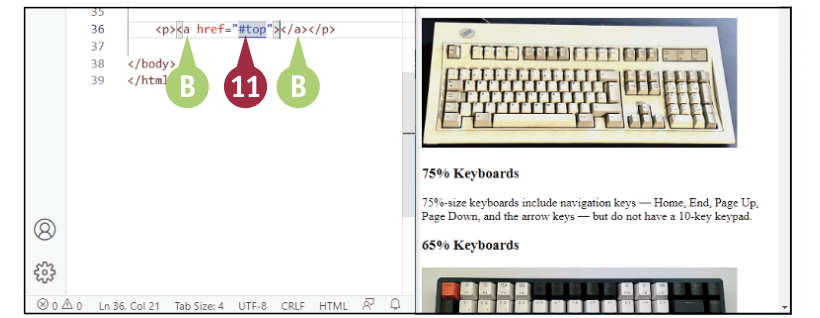 35
36 <p><a href="#top"></a></p>
37
38 </body>
39 </html
B 11 B
75% Keyboards
75%-size keyboards include navigation keys — Home, End, Page Up,
Page Down, and the arrow keys — but do not have a 10-key keypad.
65% Keyboards
0 0 Ln 36, Col 21 Tab Size: 4 UTF-8 CRLF HTML